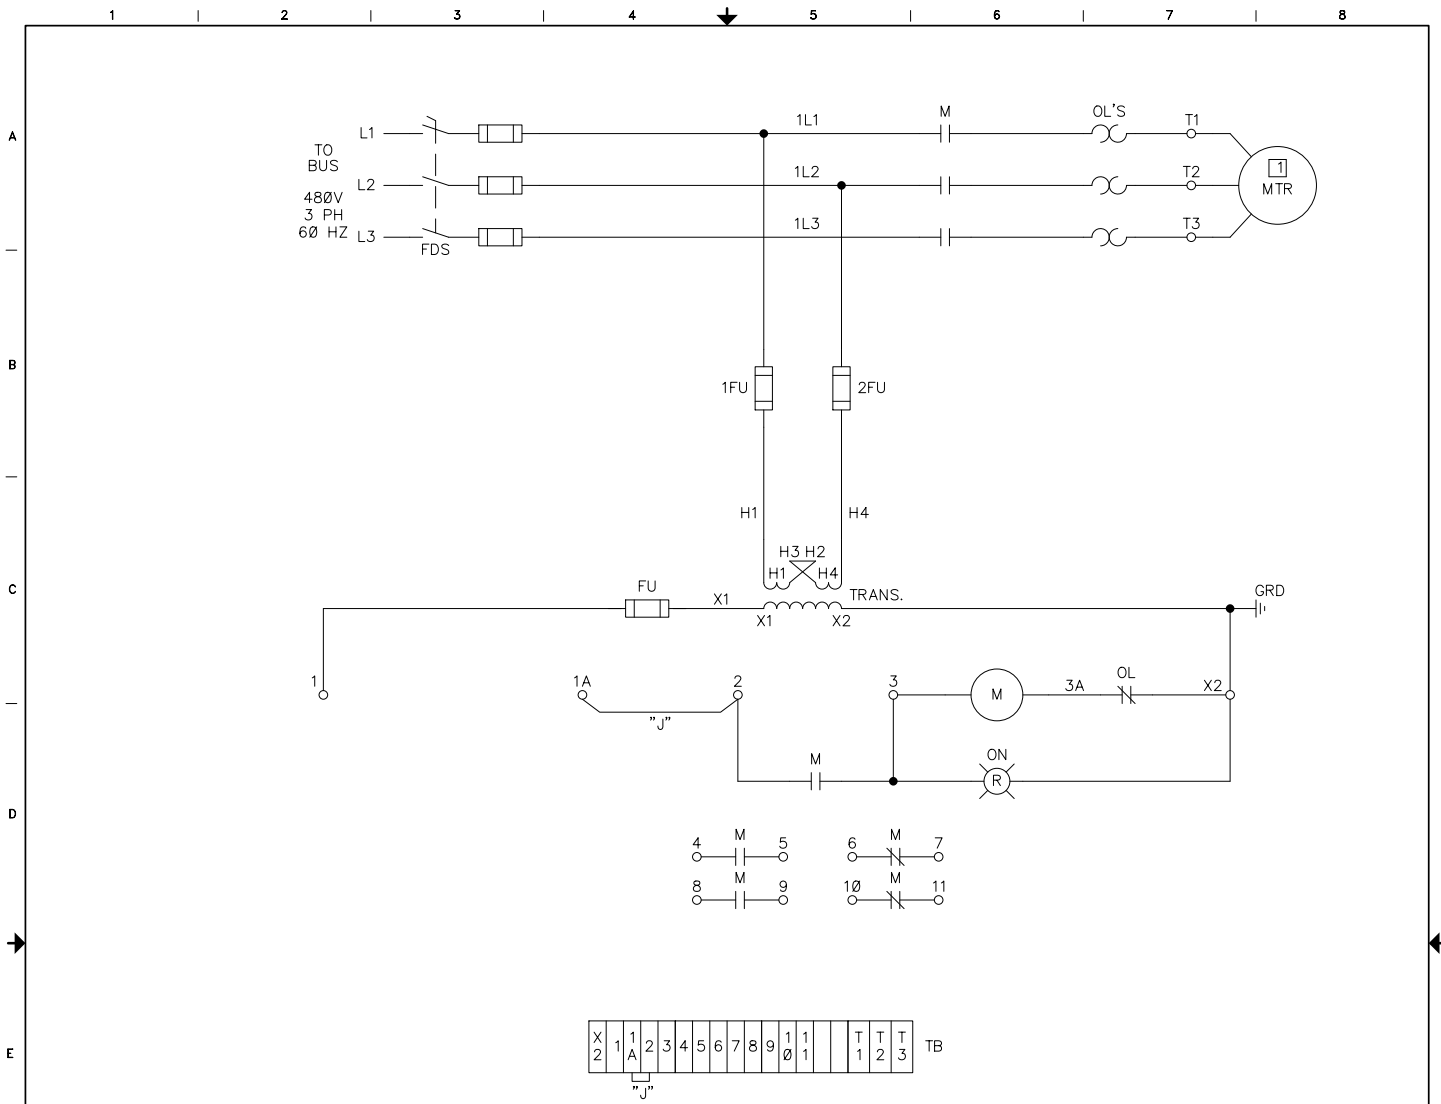 1 2 3 4 5 6 7 8
A
L1
1L1
M
OL'S
T1
TO
BUS
L2
1L2
T2
1
MTR
480V
3 PH
60 HZ
L3
1L3
T3
FDS
B
1FU
2FU
H1
H4
H3 H2
H1
H4
C
FU
X1
TRANS.
GRD
X1
X2
1
1A
2
3
M
3A
OL
X2
"J"
M
ON
R
D
4 M 5
6 M 7
8 M 9
10 M 11
E
X2 1 1A 2 3 4 5 6 7 8 9 10 11 T1 T2 T3 TB
"J"